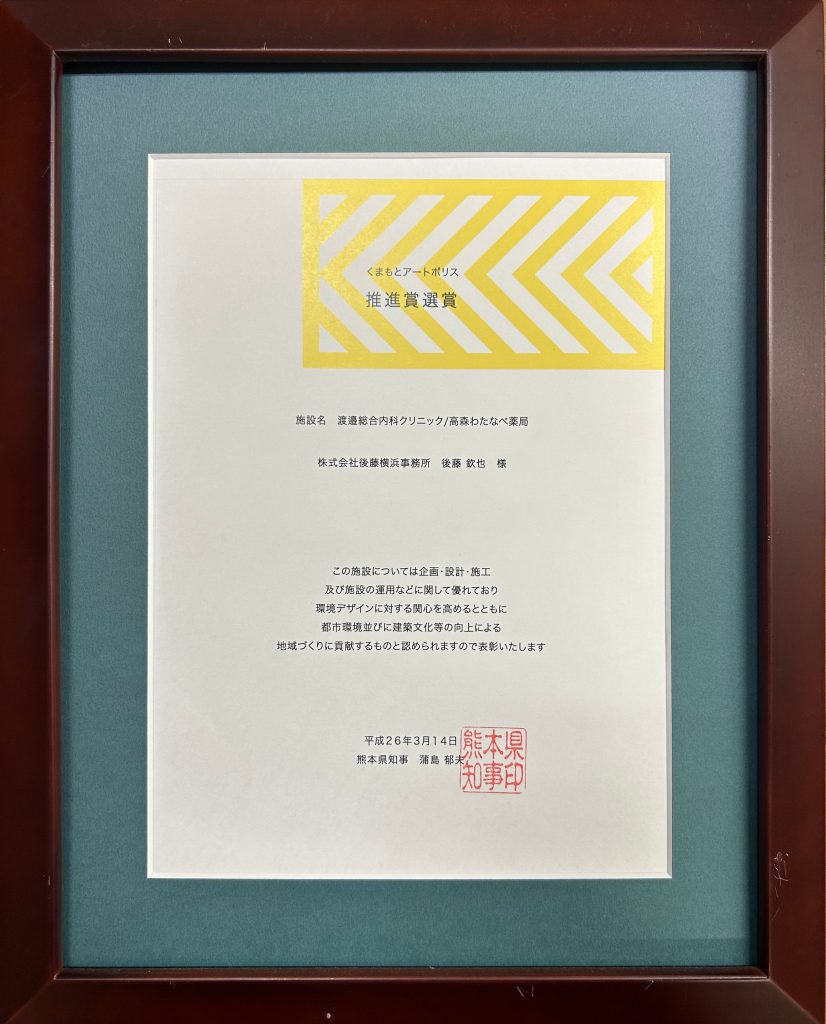 くまもとアートポリス
推進賞選賞
施設名　渡邉総合内科クリニック/高森わたなべ薬局
株式会社後藤横浜事務所　後藤 欽也　様
この施設については企画・設計・施工
及び施設の運用などに関して優れており
環境デザインに対する関心を高めるとともに
都市環境並びに建築文化等の向上による
地域づくりに貢献するものと認められますので表彰いたします
平成26年3月14日
熊本県知事　蒲島 郁夫
熊本県知事印